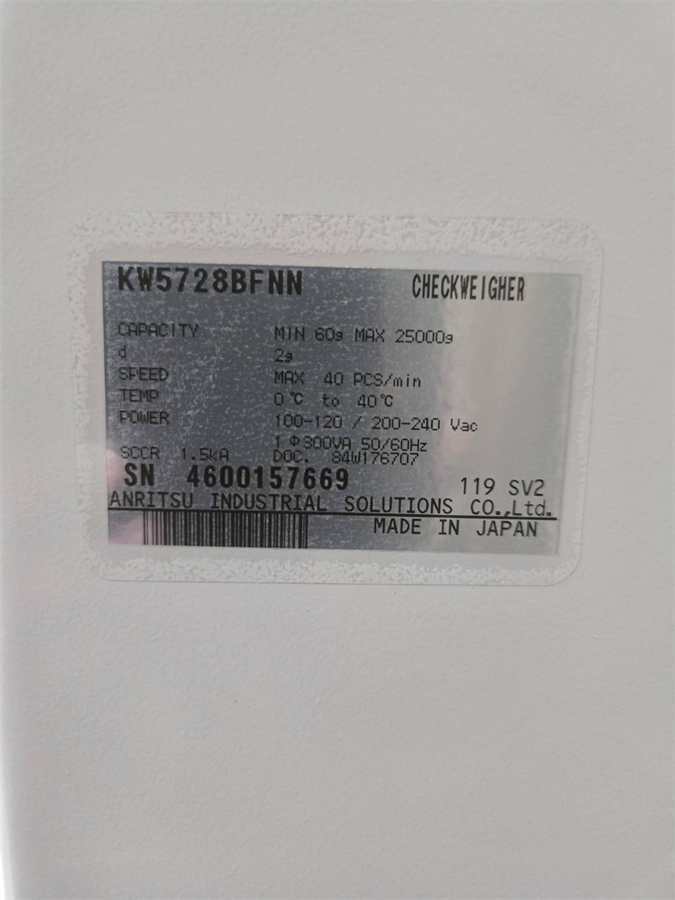 KW5728BFNN CHECKWEIGHER
CAPACITY MIN 60g MAX 25000g
d 2g
SPEED MAX 40 PCS/min
TEMP 0℃ to 40℃
POWER 100-120 / 200-240 Vac
1 Φ300VA 50/60Hz
SCCR 1.5kA DOC. 84W176707
SN 4600157669 119 SV2
ANRITSU INDUSTRIAL SOLUTIONS CO.,Ltd.
MADE IN JAPAN